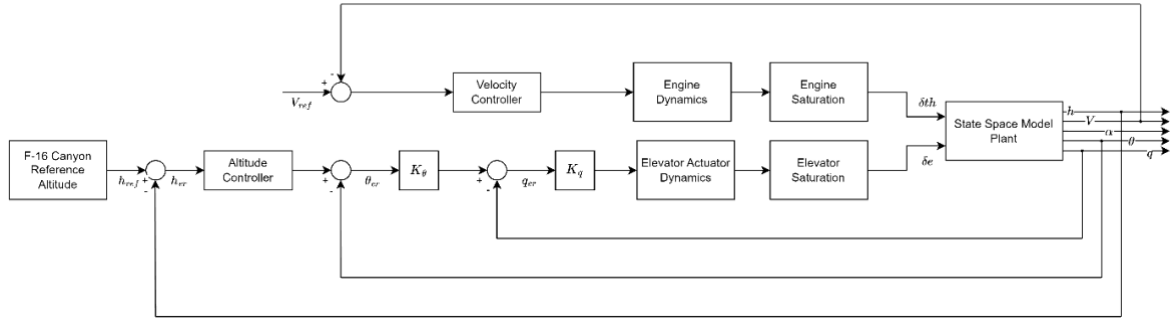 -
+
V_ref
Velocity
Controller
Engine
Dynamics
Engine
Saturation
δth
State Space Model
Plant
h
V
α
θ
q
F-16 Canyon
Reference
Altitude
h_ref
+
-
h_er
Altitude
Controller
+
-
θ_er
K_θ
+
-
q_er
K_q
Elevator Actuator
Dynamics
Elevator
Saturation
δe